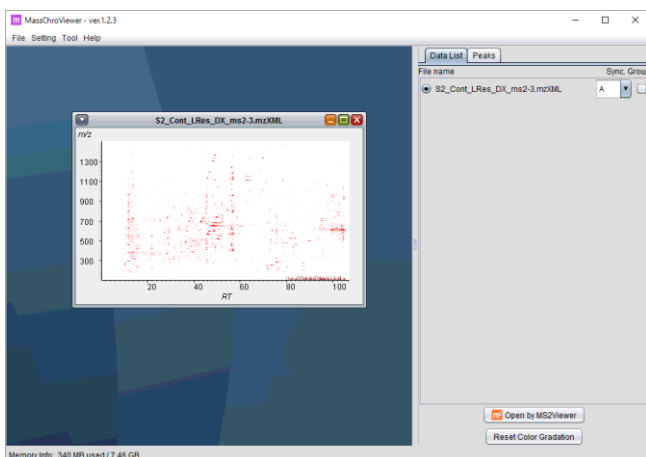 MassChroViewer - ver.1.2.3
File Setting Tool Help
Data List Peaks
File name Sync. Group
S2_Cont_LRes_DX_ms2-3.mzXML A
S2_Cont_LRes_DX_ms2-3.mzXML
m/z
1300
1100
900
700
500
300
20 40 60 80 100
RT
m² Open by MS2Viewer
Reset Color Gradation
Memory Info: 340 MB used / 7.46 GB